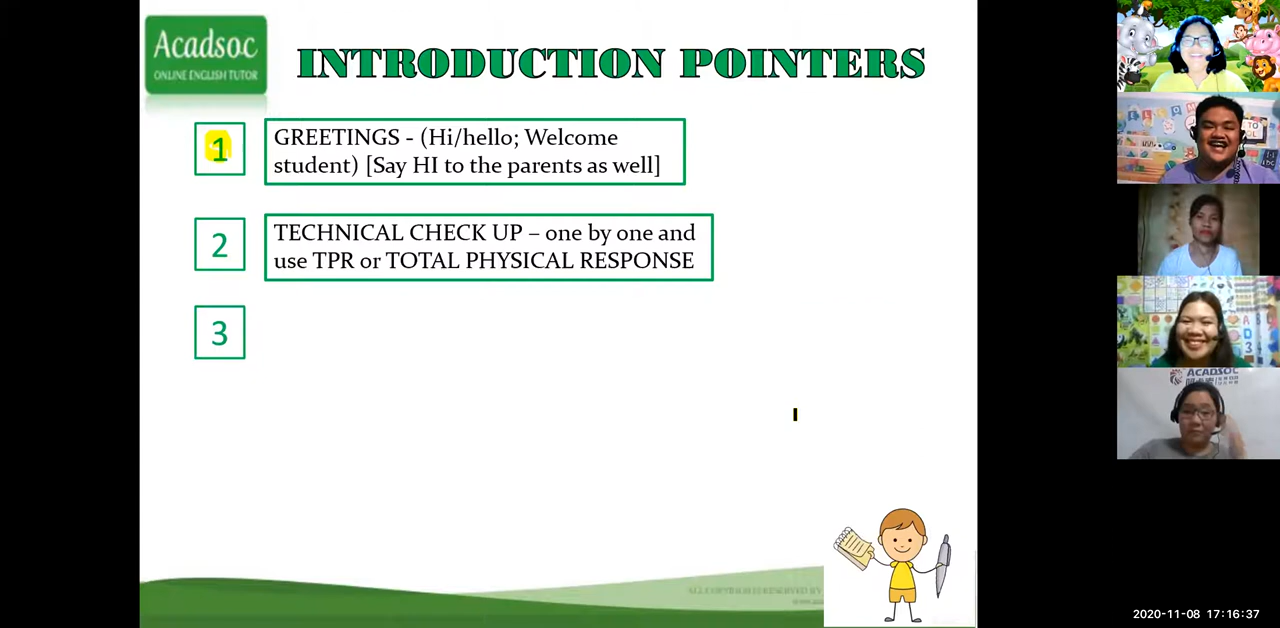 Acadsoc
ONLINE ENGLISH TUTOR
INTRODUCTION POINTERS
1
GREETINGS - (Hi/hello; Welcome
student) [Say HI to the parents as well]
2
TECHNICAL CHECK UP – one by one and
use TPR or TOTAL PHYSICAL RESPONSE
3
ACADSOC
2020-11-08 17:16:37